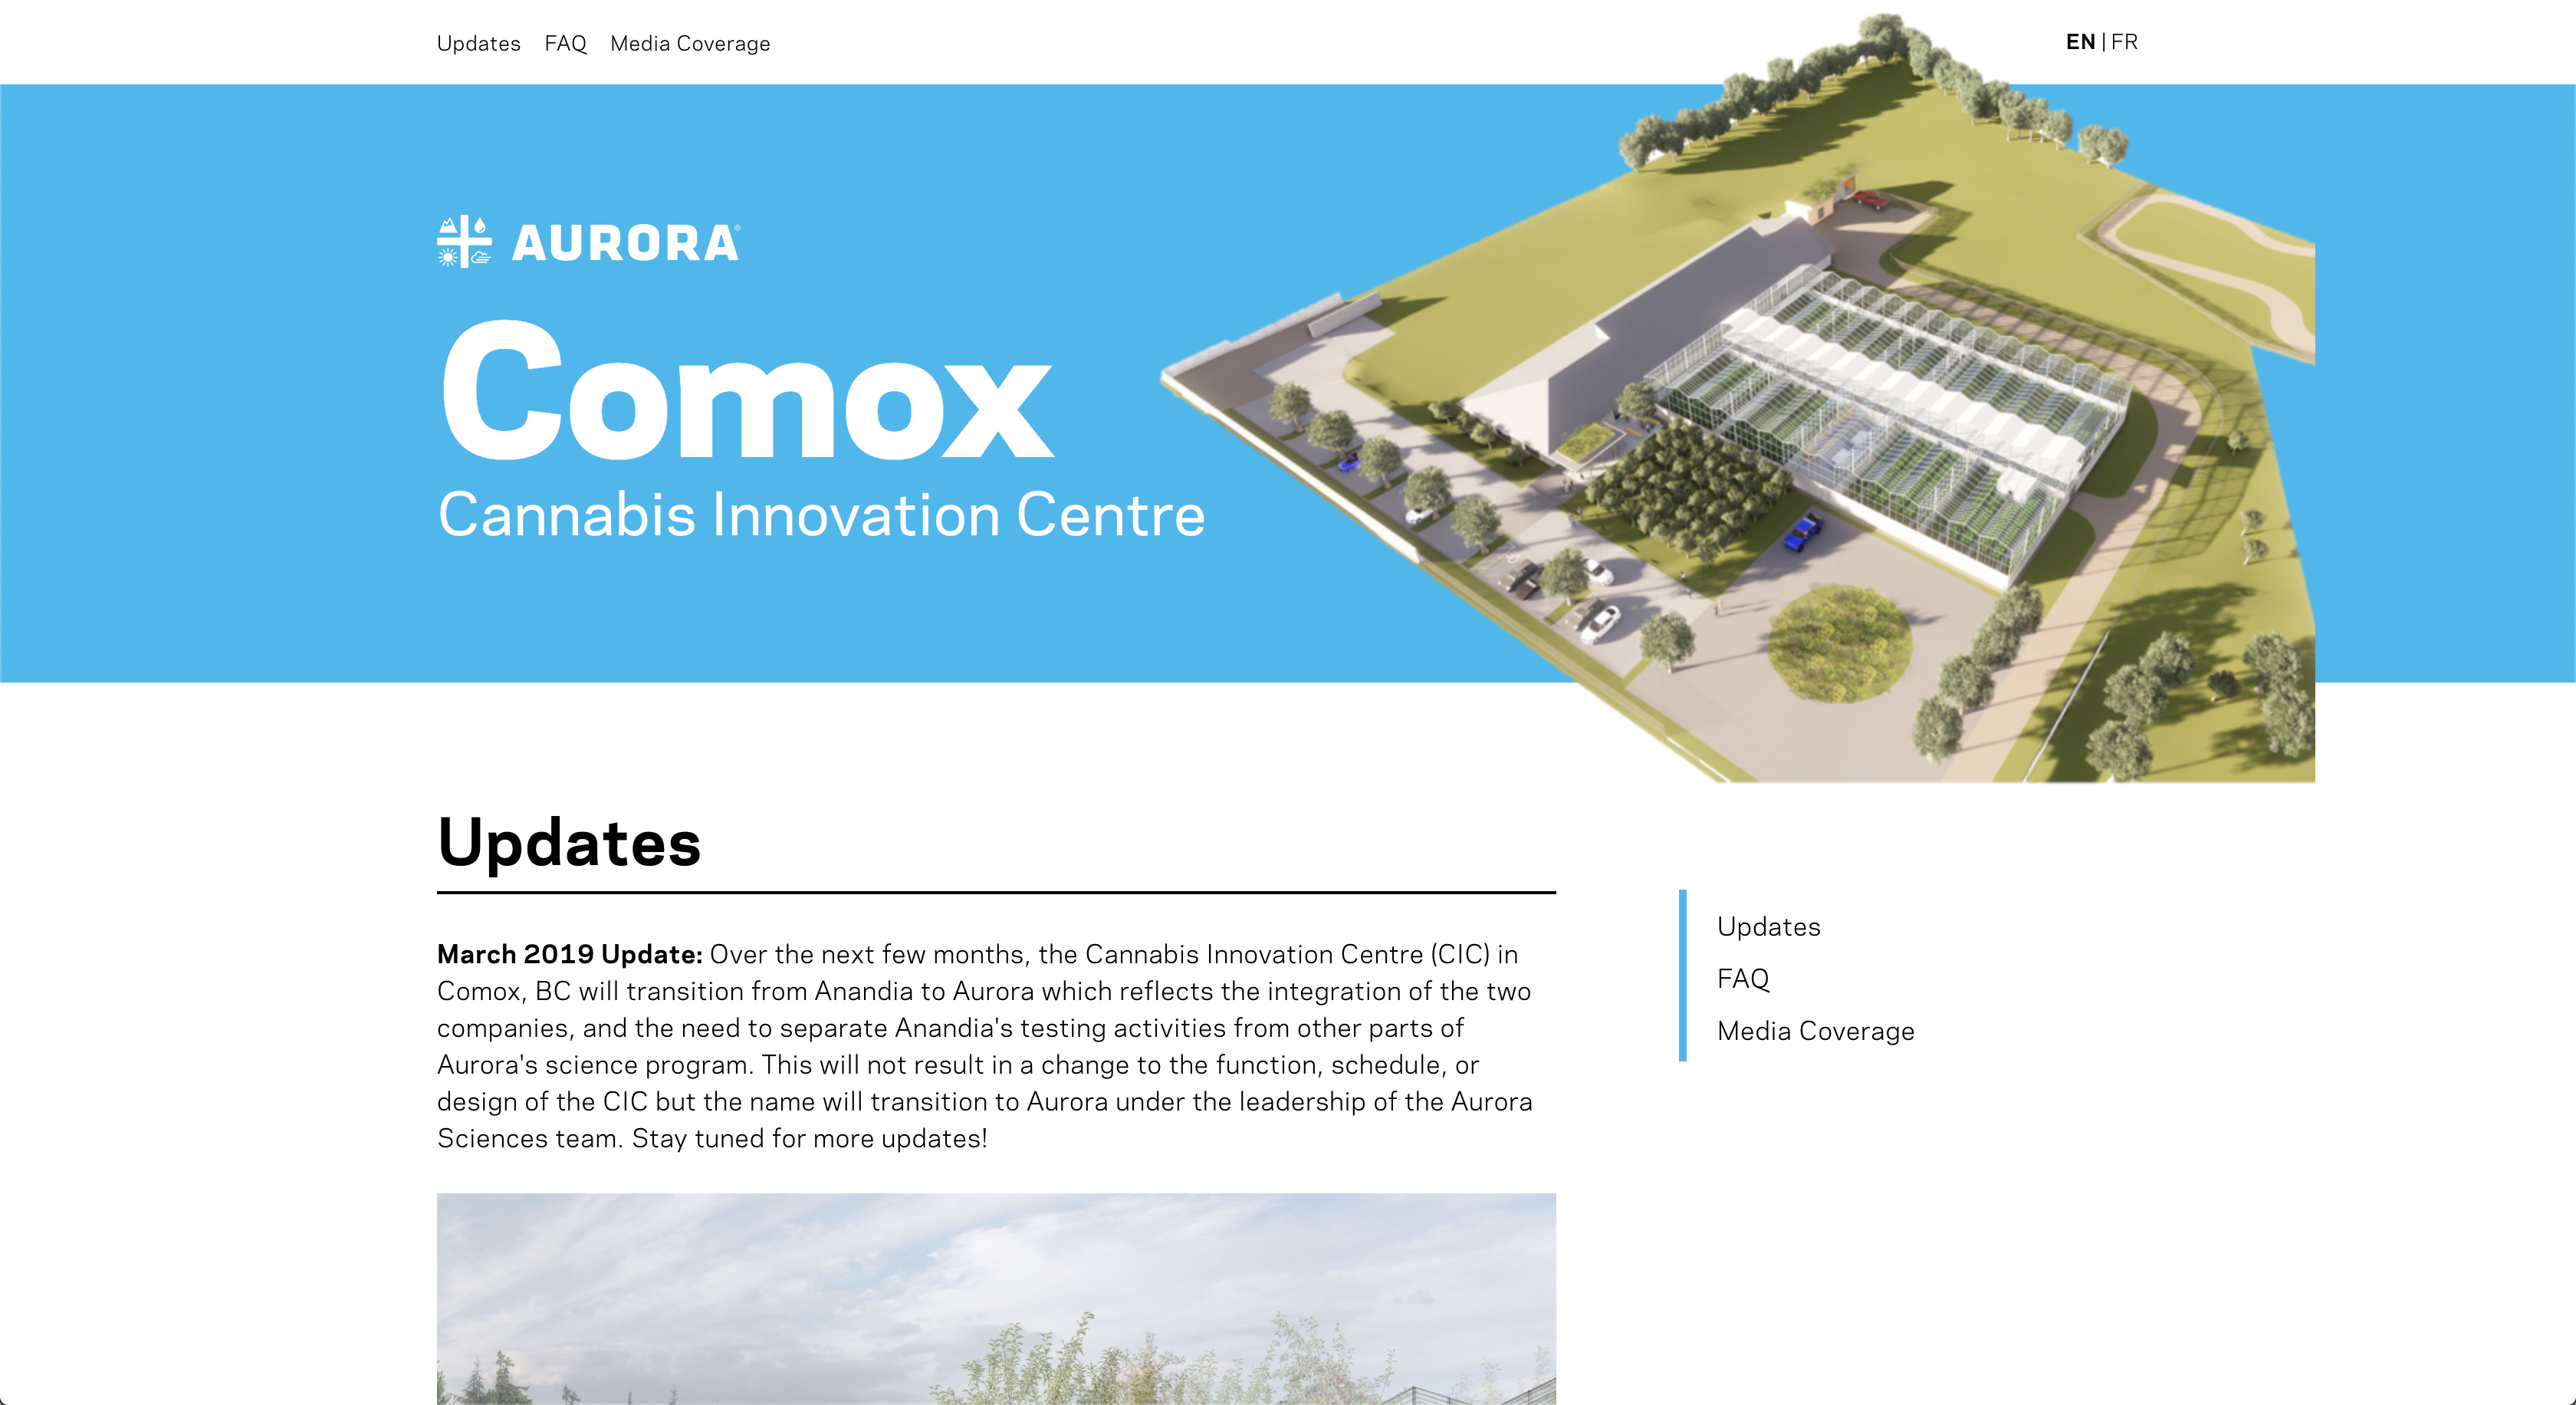 Updates FAQ Media Coverage
EN | FR
AURORA®
Comox
Cannabis Innovation Centre
Updates
March 2019 Update: Over the next few months, the Cannabis Innovation Centre (CIC) in
Comox, BC will transition from Anandia to Aurora which reflects the integration of the two
companies, and the need to separate Anandia's testing activities from other parts of
Aurora's science program. This will not result in a change to the function, schedule, or
design of the CIC but the name will transition to Aurora under the leadership of the Aurora
Sciences team. Stay tuned for more updates!
Updates
FAQ
Media Coverage